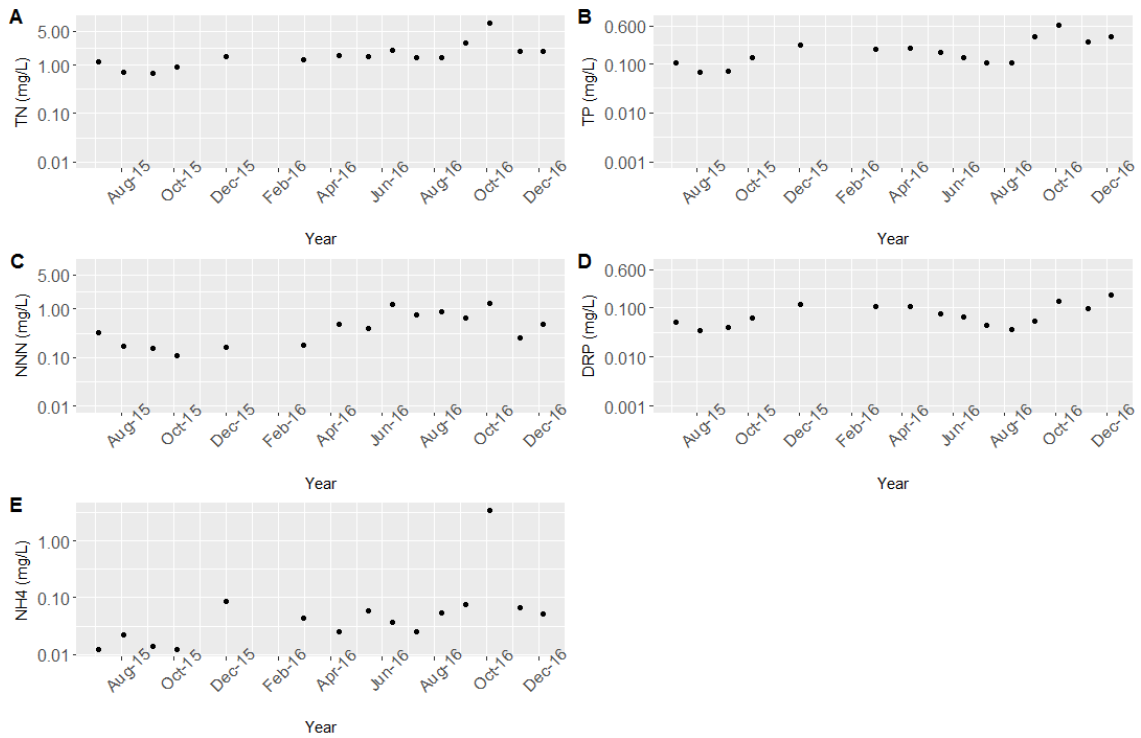 A
TN (mg/L)
5.00
1.00
0.10
0.01
Aug-15 Oct-15 Dec-15 Feb-16 Apr-16 Jun-16 Aug-16 Oct-16 Dec-16
Year
B
TP (mg/L)
0.600
0.100
0.010
0.001
Aug-15 Oct-15 Dec-15 Feb-16 Apr-16 Jun-16 Aug-16 Oct-16 Dec-16
Year
C
NNN (mg/L)
5.00
1.00
0.10
0.01
Aug-15 Oct-15 Dec-15 Feb-16 Apr-16 Jun-16 Aug-16 Oct-16 Dec-16
Year
D
DRP (mg/L)
0.600
0.100
0.010
0.001
Aug-15 Oct-15 Dec-15 Feb-16 Apr-16 Jun-16 Aug-16 Oct-16 Dec-16
Year
E
NH4 (mg/L)
1.00
0.10
0.01
Aug-15 Oct-15 Dec-15 Feb-16 Apr-16 Jun-16 Aug-16 Oct-16 Dec-16
Year